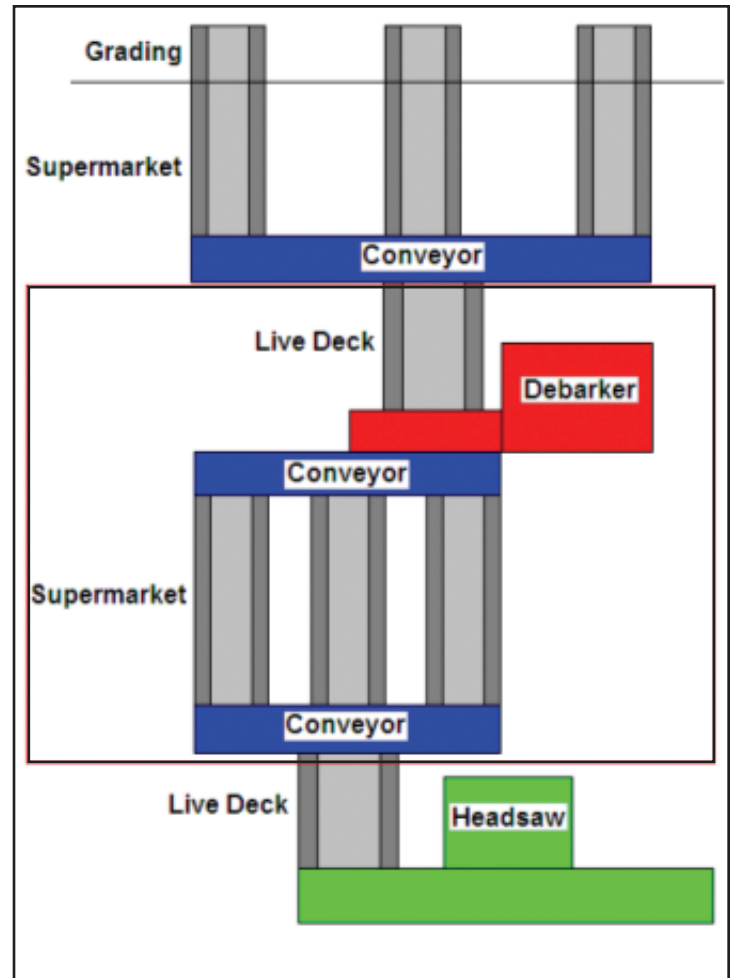 Grading
Supermarket
Conveyor
Live Deck
Debarker
Conveyor
Supermarket
Conveyor
Live Deck
Headsaw